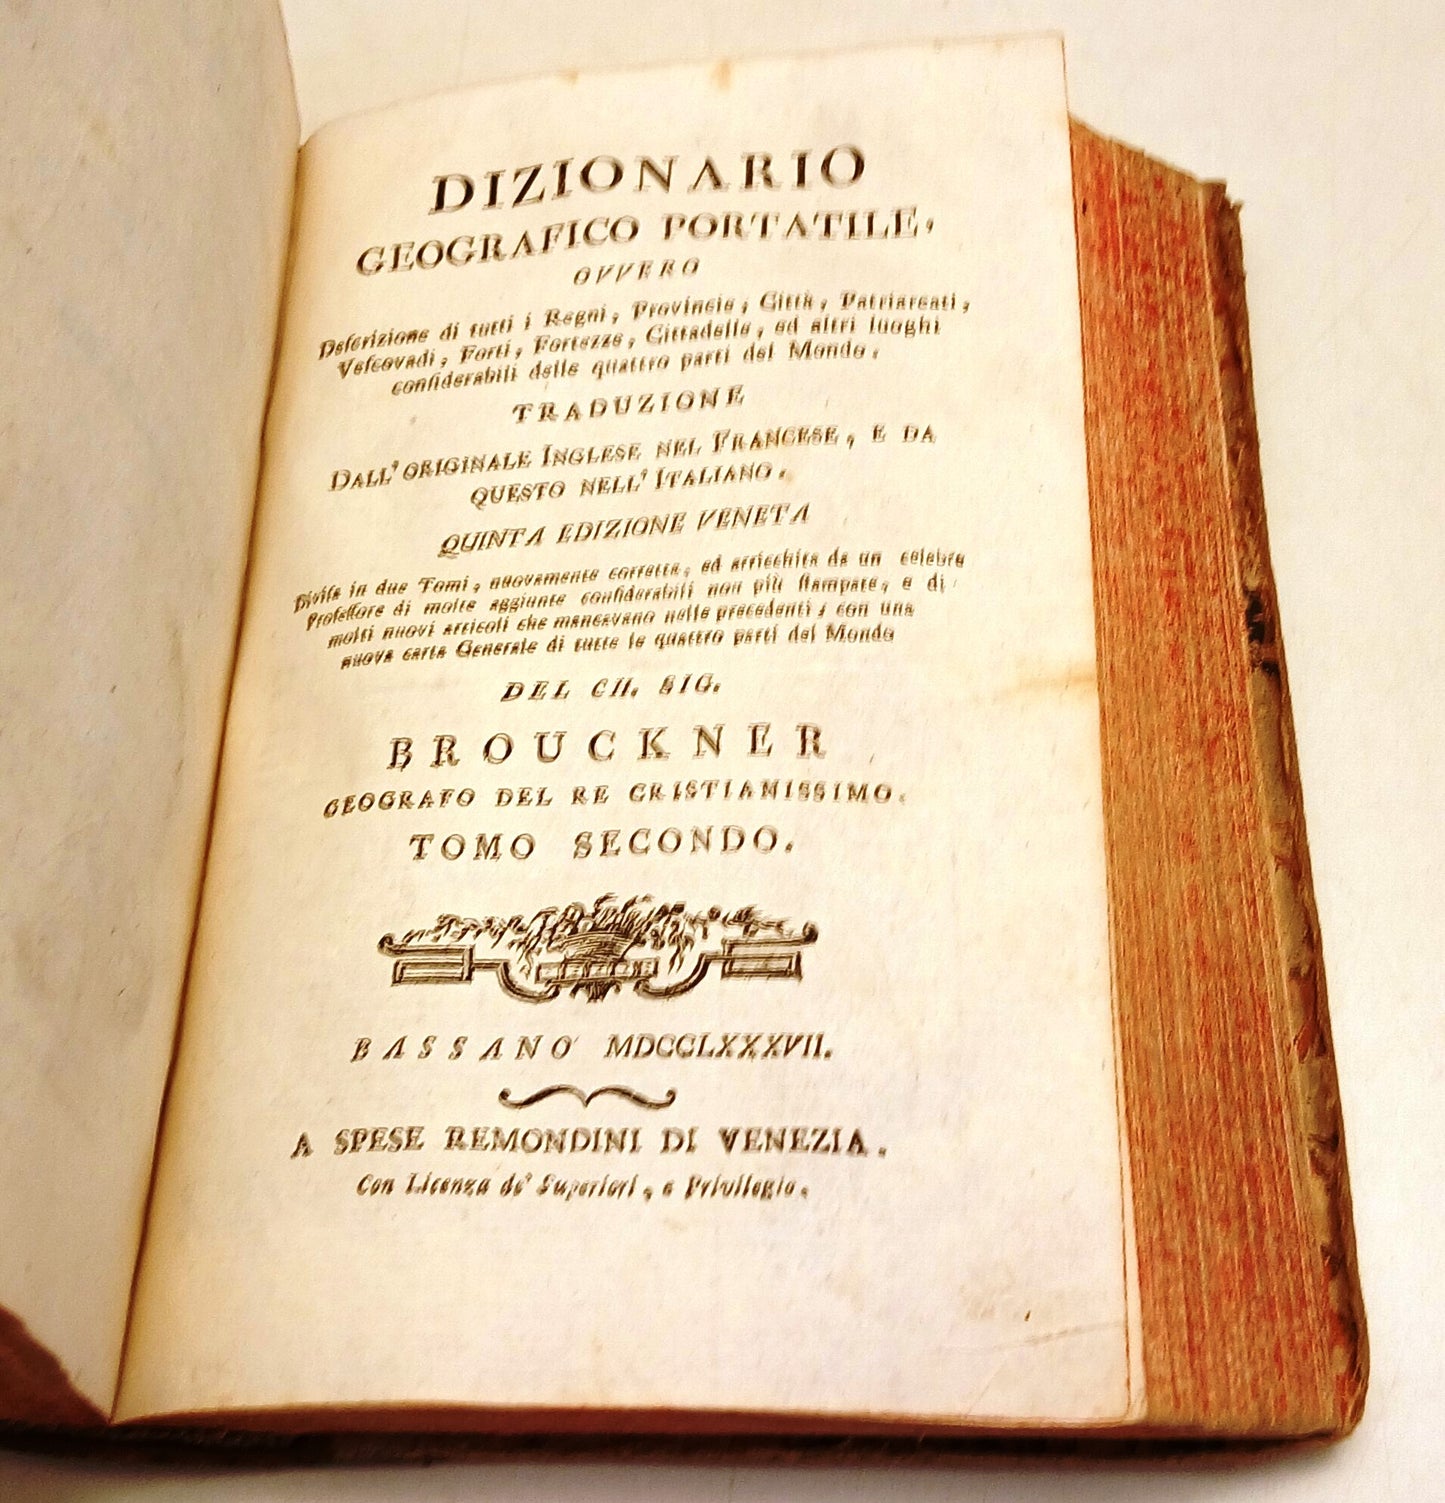 DIZIONARIO
GEOGRAFICO PORTATILE,
OVVERO
Deſcrizione di tutti i Regni, Provincie, Città, Patriarcati,
Veſcovadi, Forti, Fortezze, Cittadelle, ed altri luoghi
conſiderabili delle quattro parti del Mondo.
TRADUZIONE
DALL' ORIGINALE INGLESE NEL FRANCESE, E DA
QUESTO NELL' ITALIANO.
QUINTA EDIZIONE VENETA
Diviſa in due Tomi, nuovamente corretta, ed arricchita da un celebre
Profeſſore di molte aggiunte conſiderabili non più ſtampate, e di
molti nuovi articoli che mancavano nelle precedenti; con una
nuova carta Generale di tutte le quattro parti del Mondo
DEL CH. SIG.
BROUCKNER
GEOGRAFO DEL RE CRISTIANISSIMO.
TOMO SECONDO.
BASSANO MDCCLXXXVII.
A SPESE REMONDINI DI VENEZIA.
Con Licenza de' Superiori, e Privilegio.